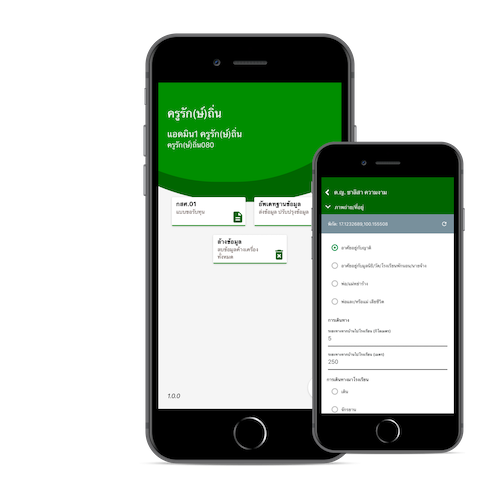 ครูรัก(ษ์)ถิ่น
แอดมิน1 ครูรัก(ษ์)ถิ่น
ครูรัก(ษ์)ถิ่น080
กสศ.01
แบบขอรับทุน
อัพเดทฐานข้อมูล
ส่งข้อมูล ปรับปรุงข้อมูล
ล้างข้อมูล
ลบข้อมูลค้างเครื่อง
ทั้งหมด
1.0.0
ด.ญ. ชาลิสา ความงาม
ภาพถ่าย/ที่อยู่
พิกัด: 17.1232689,100.155506
อาศัยอยู่กับญาติ
อาศัยอยู่กับมูลนิธิ/วัด/โรงเรียนพักนอน/นายจ้าง
พ่อ/แม่หย่าร้าง
พ่อและ/หรือแม่ เสียชีวิต
การเดินทาง
ระยะทางจากบ้านไปโรงเรียน (กิโลเมตร)
5
ระยะทางจากบ้านไปโรงเรียน (เมตร)
250
การเดินทางมาโรงเรียน
เดิน
จักรยาน